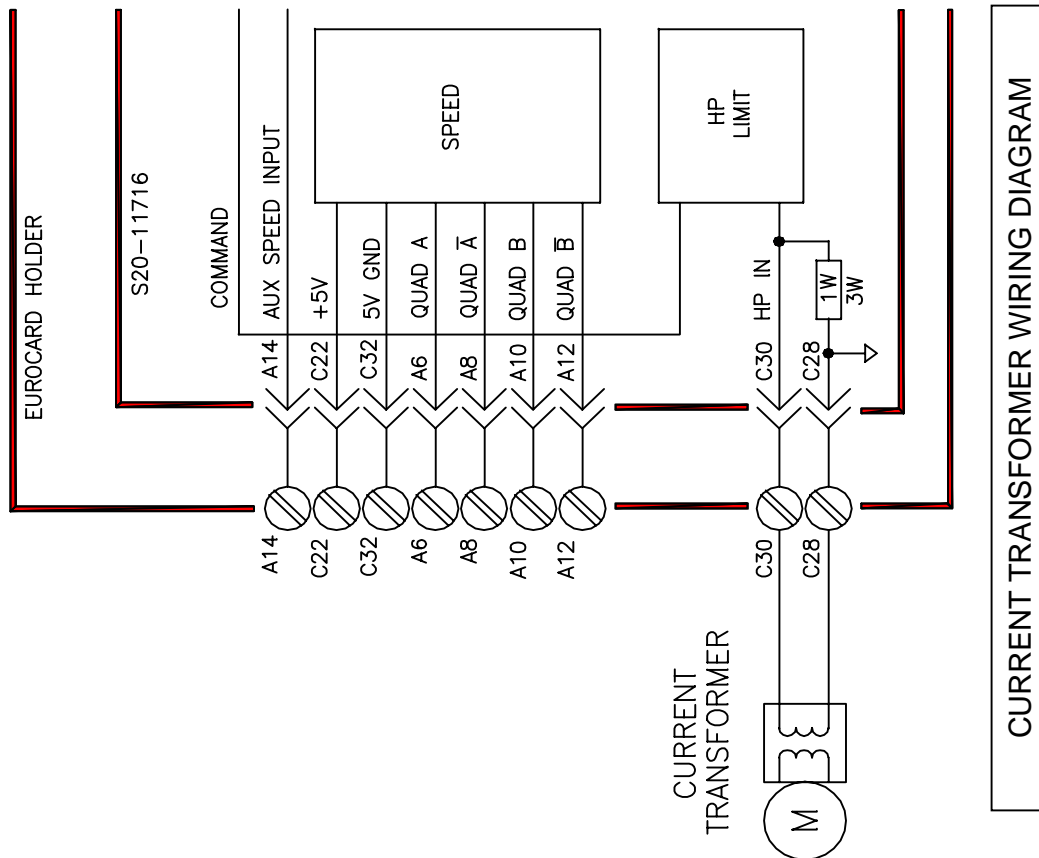 EUROCARD HOLDER
S20-11716
COMMAND
AUX SPEED INPUT
+5V
5V GND
QUAD A
QUAD A̅
QUAD B
QUAD B̅
SPEED
HP IN
HP
LIMIT
1W
3W
A14
C22
C32
A6
A8
A10
A12
C30
C28
A14
C22
C32
A6
A8
A10
A12
C30
C28
CURRENT
TRANSFORMER
M
CURRENT TRANSFORMER WIRING DIAGRAM